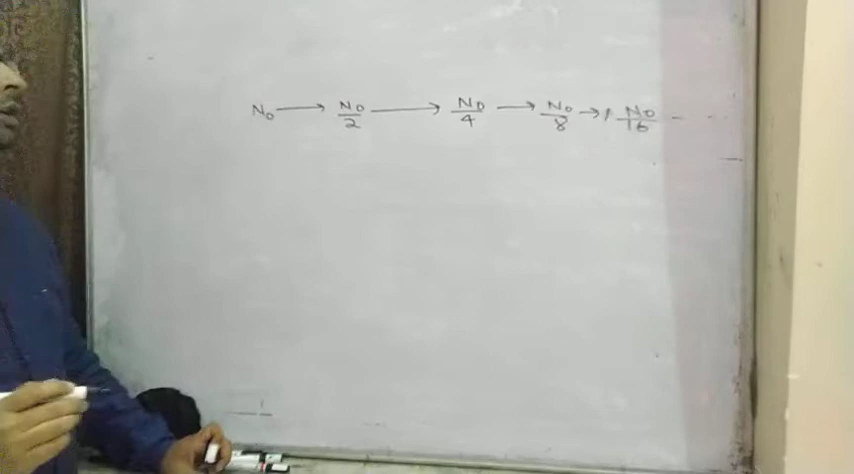 N₀ → N₀/2 → N₀/4 → N₀/8 → N₀/16 - -